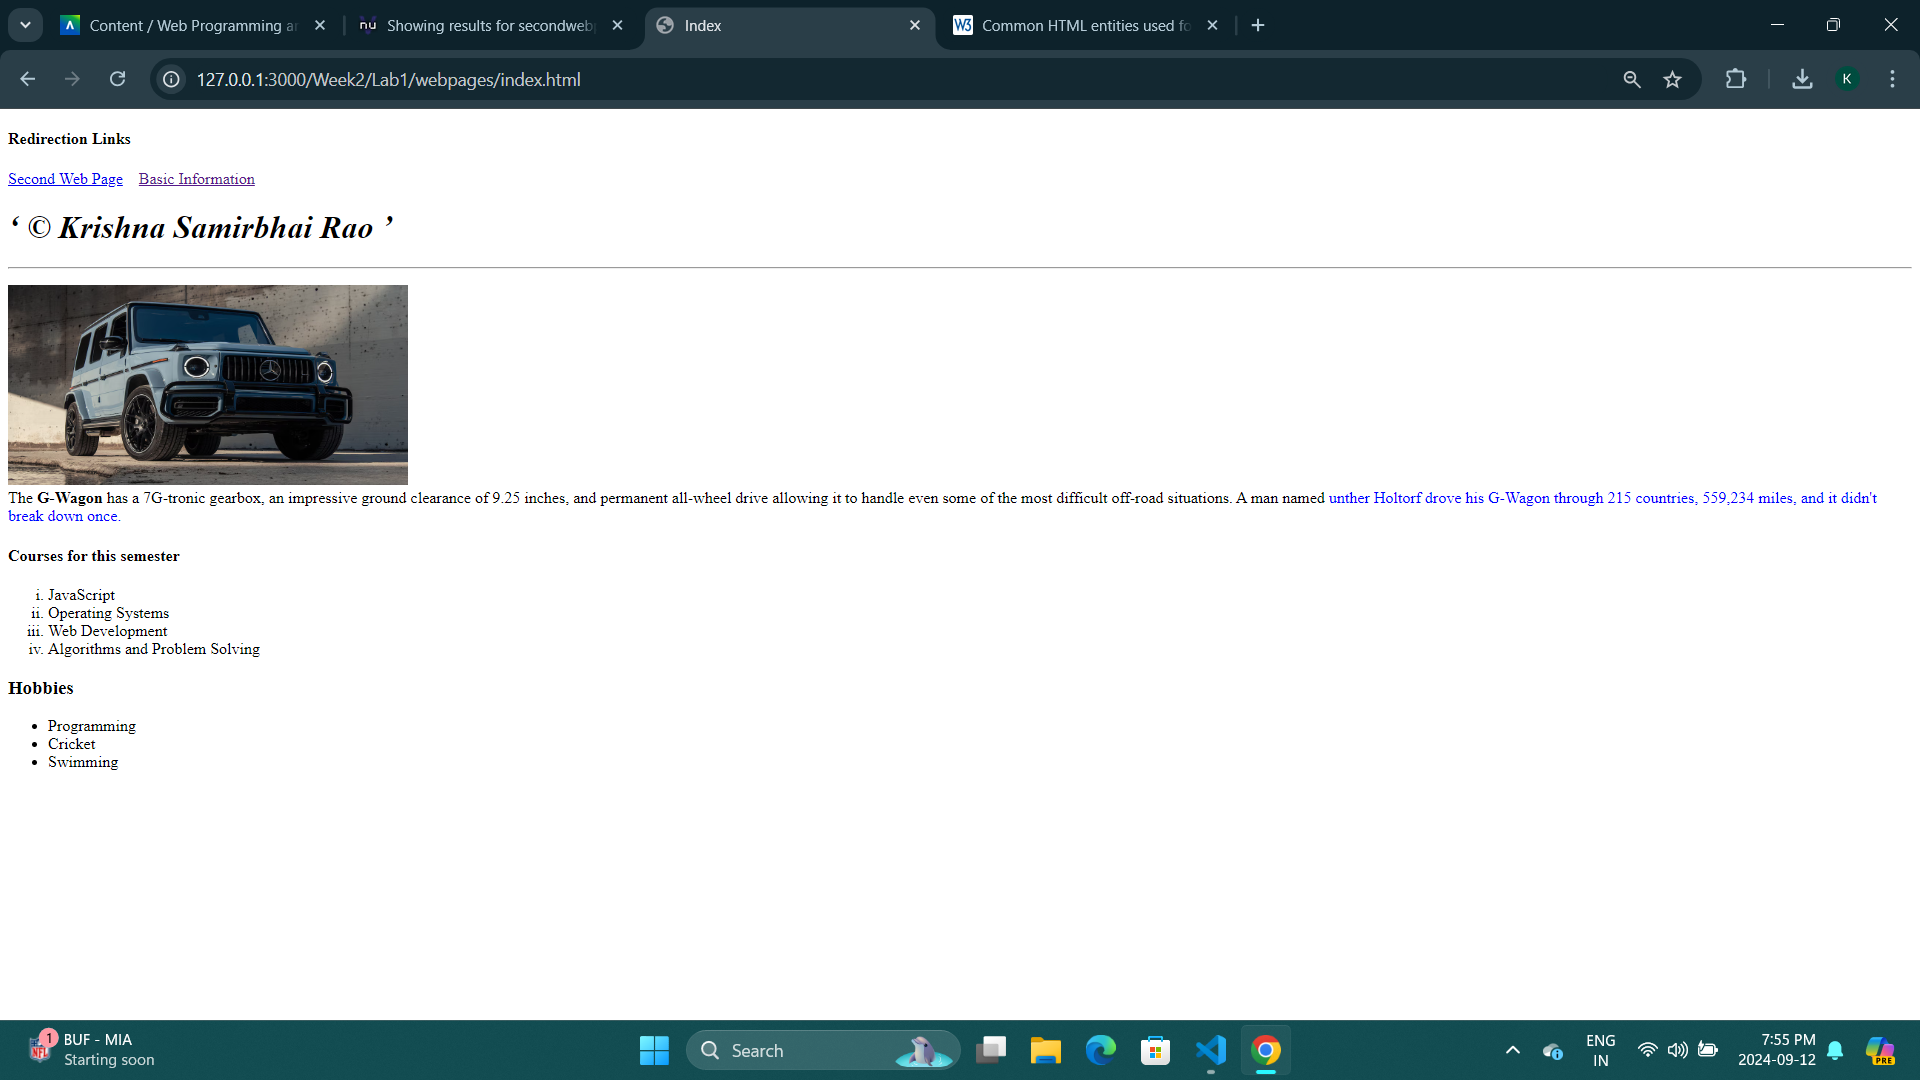 Content / Web Programming an
Showing results for secondwebp
Index
W3
Common HTML entities used fo
127.0.0.1:3000/Week2/Lab1/webpages/index.html
K
Redirection Links
Second Web Page Basic Information
‘ © Krishna Samirbhai Rao ’
The G-Wagon has a 7G-tronic gearbox, an impressive ground clearance of 9.25 inches, and permanent all-wheel drive allowing it to handle even some of the most difficult off-road situations. A man named unther Holtorf drove his G-Wagon through 215 countries, 559,234 miles, and it didn't
break down once.
Courses for this semester
i. JavaScript
ii. Operating Systems
iii. Web Development
iv. Algorithms and Problem Solving
Hobbies
• Programming
• Cricket
• Swimming
1
NFL
BUF - MIA
Starting soon
Search
ENG
IN
7:55 PM
2024-09-12
PRE